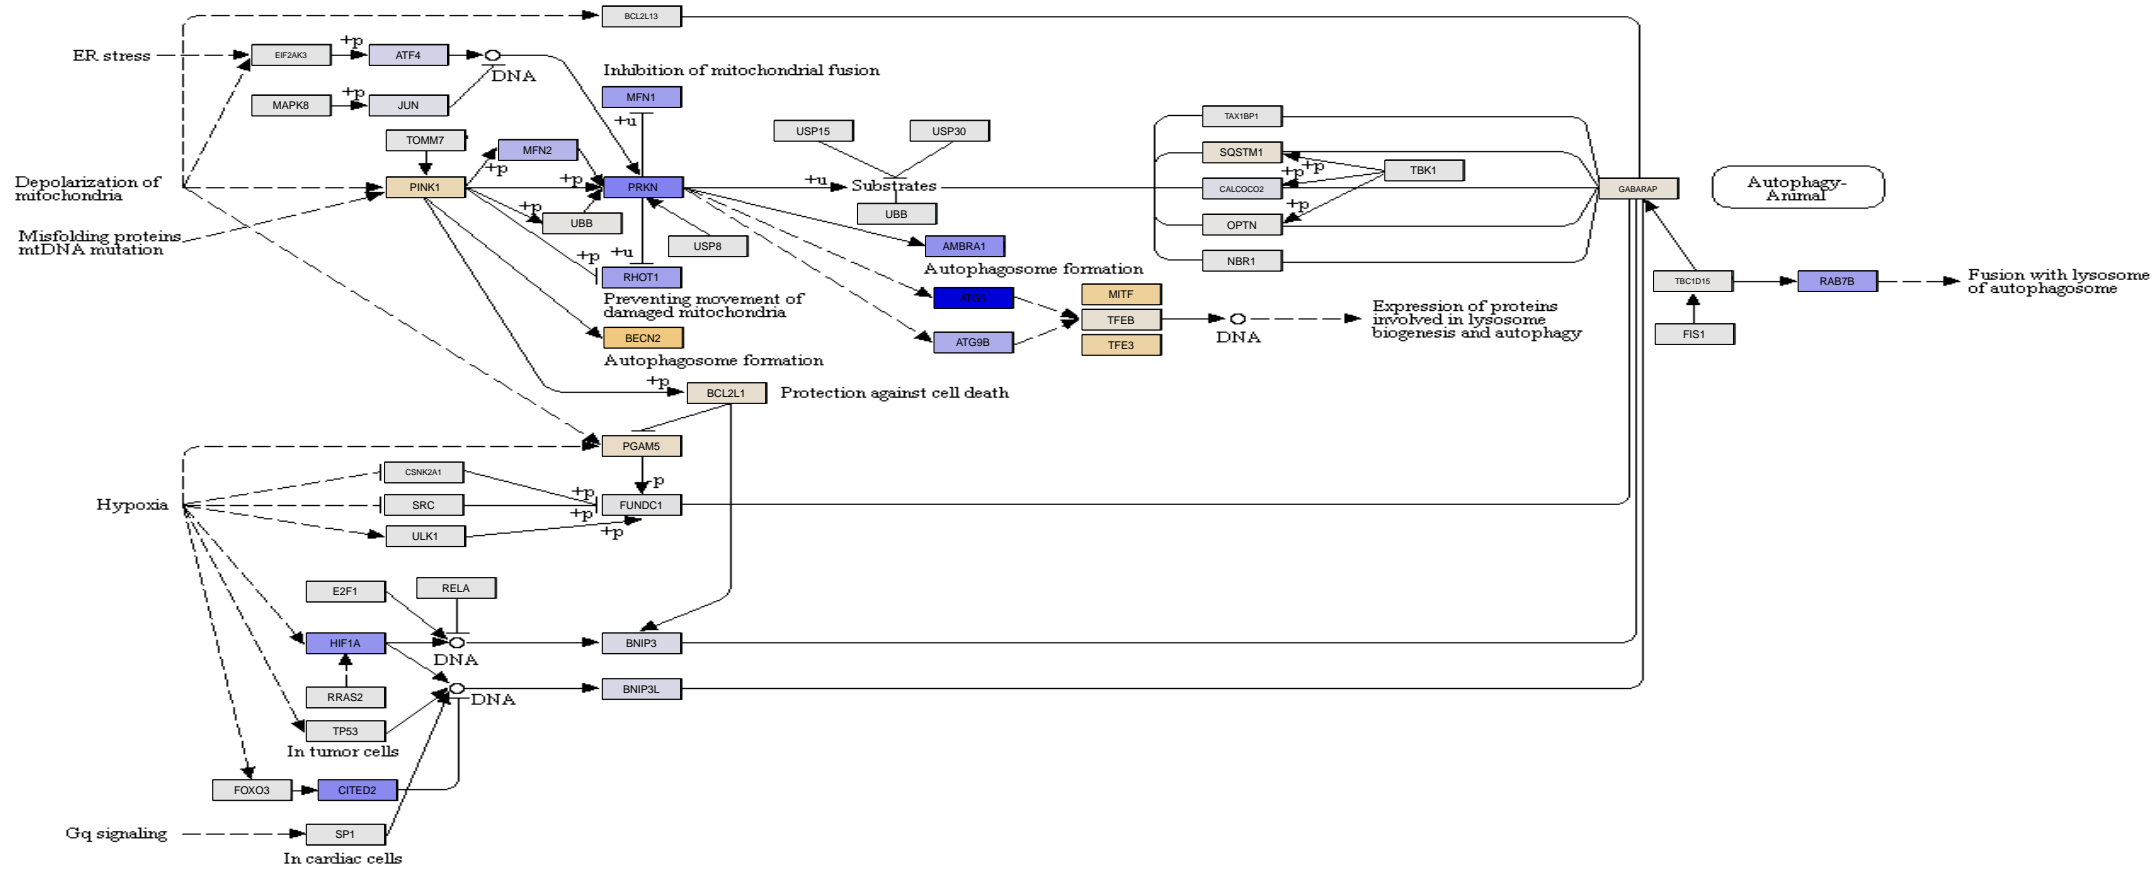 BCL2L13
ER stress
EIF2AK3
+p
ATF4
DNA
MAPK8
+p
JUN
Inhibition of mitochondrial fusion
MFN1
+u
TOMM7
MFN2
+p
USP15
USP30
TAX1BP1
SQSTM1
+p
+p
TBK1
Depolarization of
mitochondria
PINK1
+p
PRKN
+u
Substrates
CALCOCO2
GABARAP
Autophagy-
Animal
+p
UBB
UBB
+p
OPTN
Misfolding proteins
mtDNA mutation
+p
+u
USP8
AMBRA1
NBR1
RHOT1
Autophagosome formation
TBC1D15
RAB7B
Fusion with lysosome
of autophagosome
Preventing movement of
damaged mitochondria
ATG5
MITF
TFEB
DNA
Expression of proteins
involved in lysosome
biogenesis and autophagy
FIS1
BECN2
ATG9B
TFE3
Autophagosome formation
+p
BCL2L1
Protection against cell death
PGAM5
CSNK2A1
-p
+p
Hypoxia
SRC
FUNDC1
+p
ULK1
+p
E2F1
RELA
HIF1A
DNA
BNIP3
RRAS2
DNA
BNIP3L
TP53
In tumor cells
FOXO3
CITED2
Gq signaling
SP1
In cardiac cells